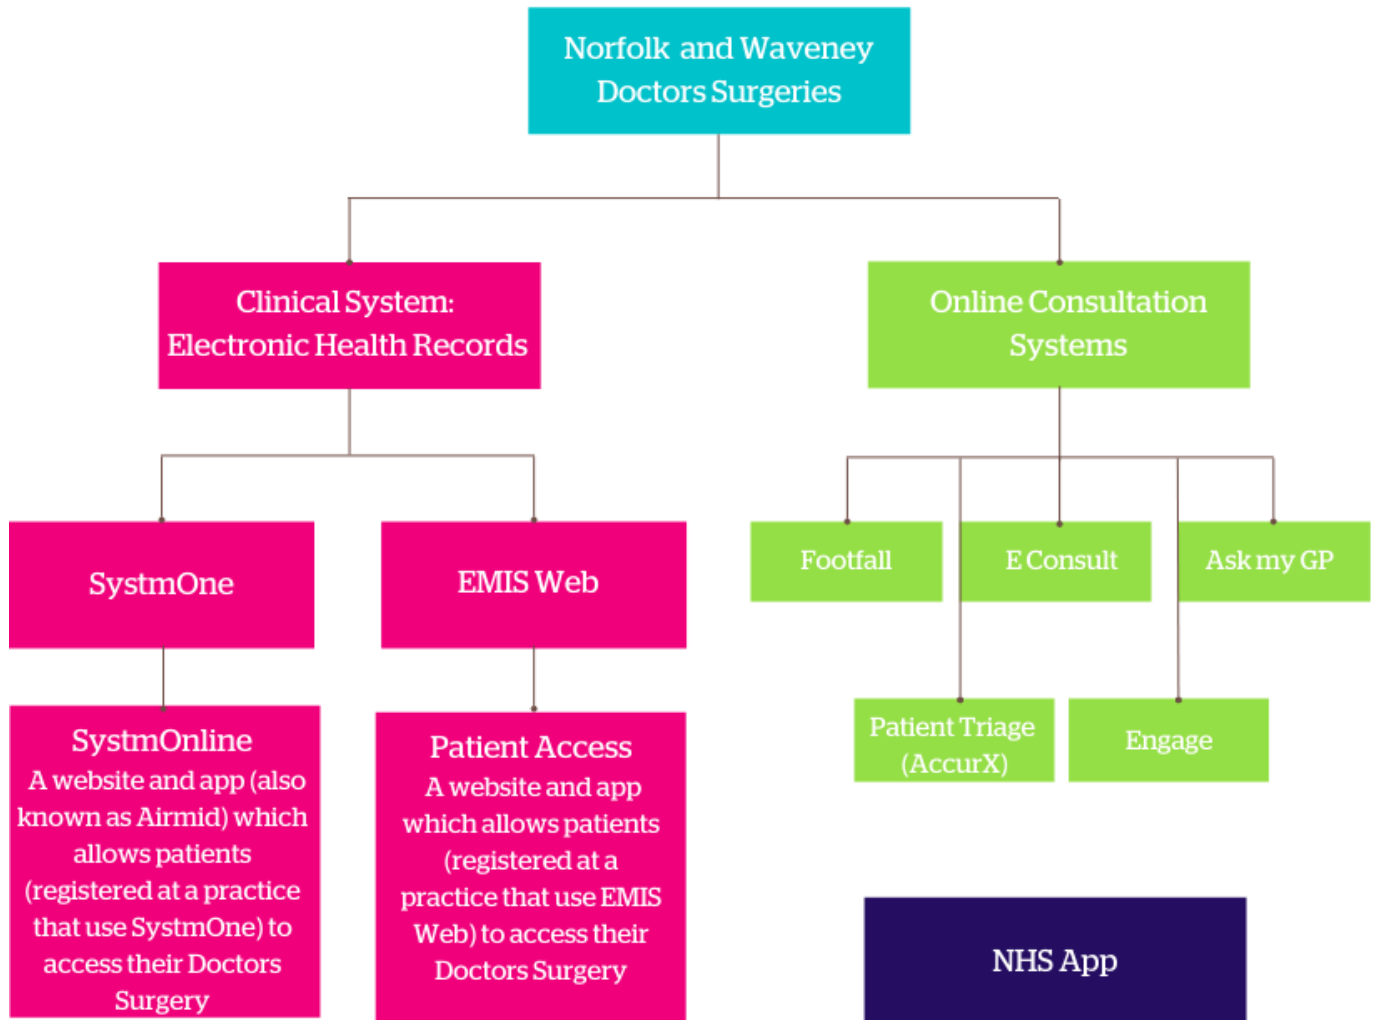 Norfolk and Waveney
Doctors Surgeries
Clinical System:
Electronic Health Records
Online Consultation
Systems
SystmOne
EMIS Web
Footfall
E Consult
Ask my GP
Patient Triage
(AccurX)
Engage
SystmOnline
A website and app (also
known as Airmid) which
allows patients
(registered at a practice
that use SystmOne) to
access their Doctors
Surgery
Patient Access
A website and app
which allows patients
(registered at a
practice that use EMIS
Web) to access their
Doctors Surgery
NHS App